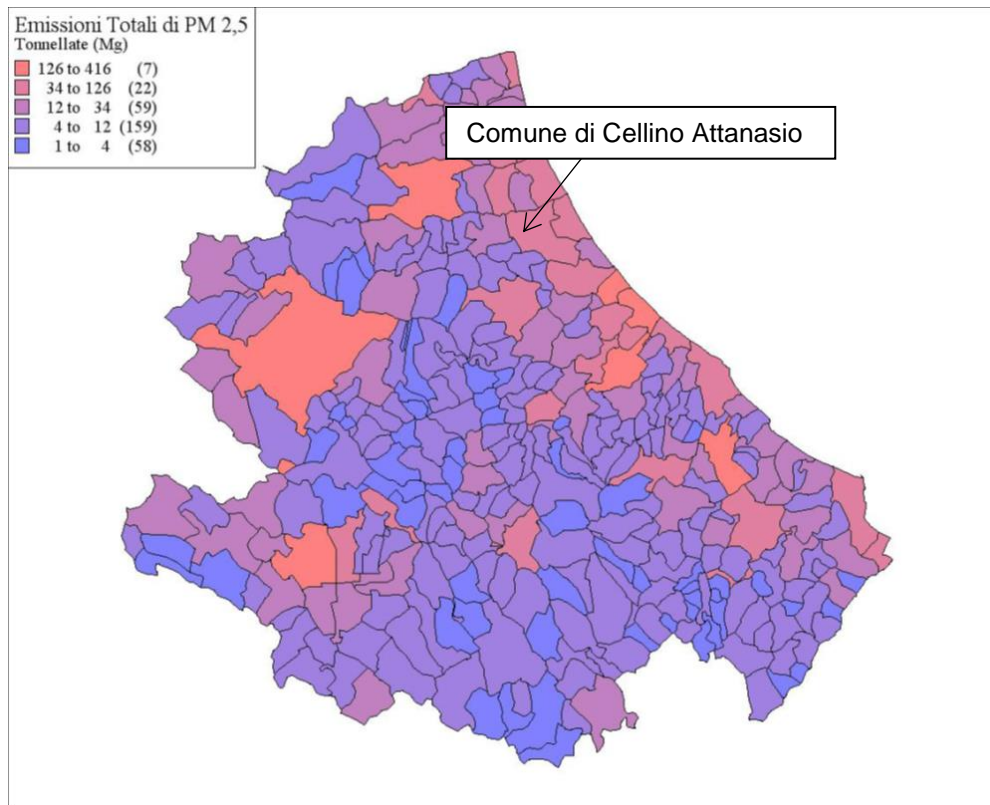 Emissioni Totali di PM 2,5
Tonnellate (Mg)
126 to 416 (7)
34 to 126 (22)
12 to 34 (59)
4 to 12 (159)
1 to 4 (58)
Comune di Cellino Attanasio